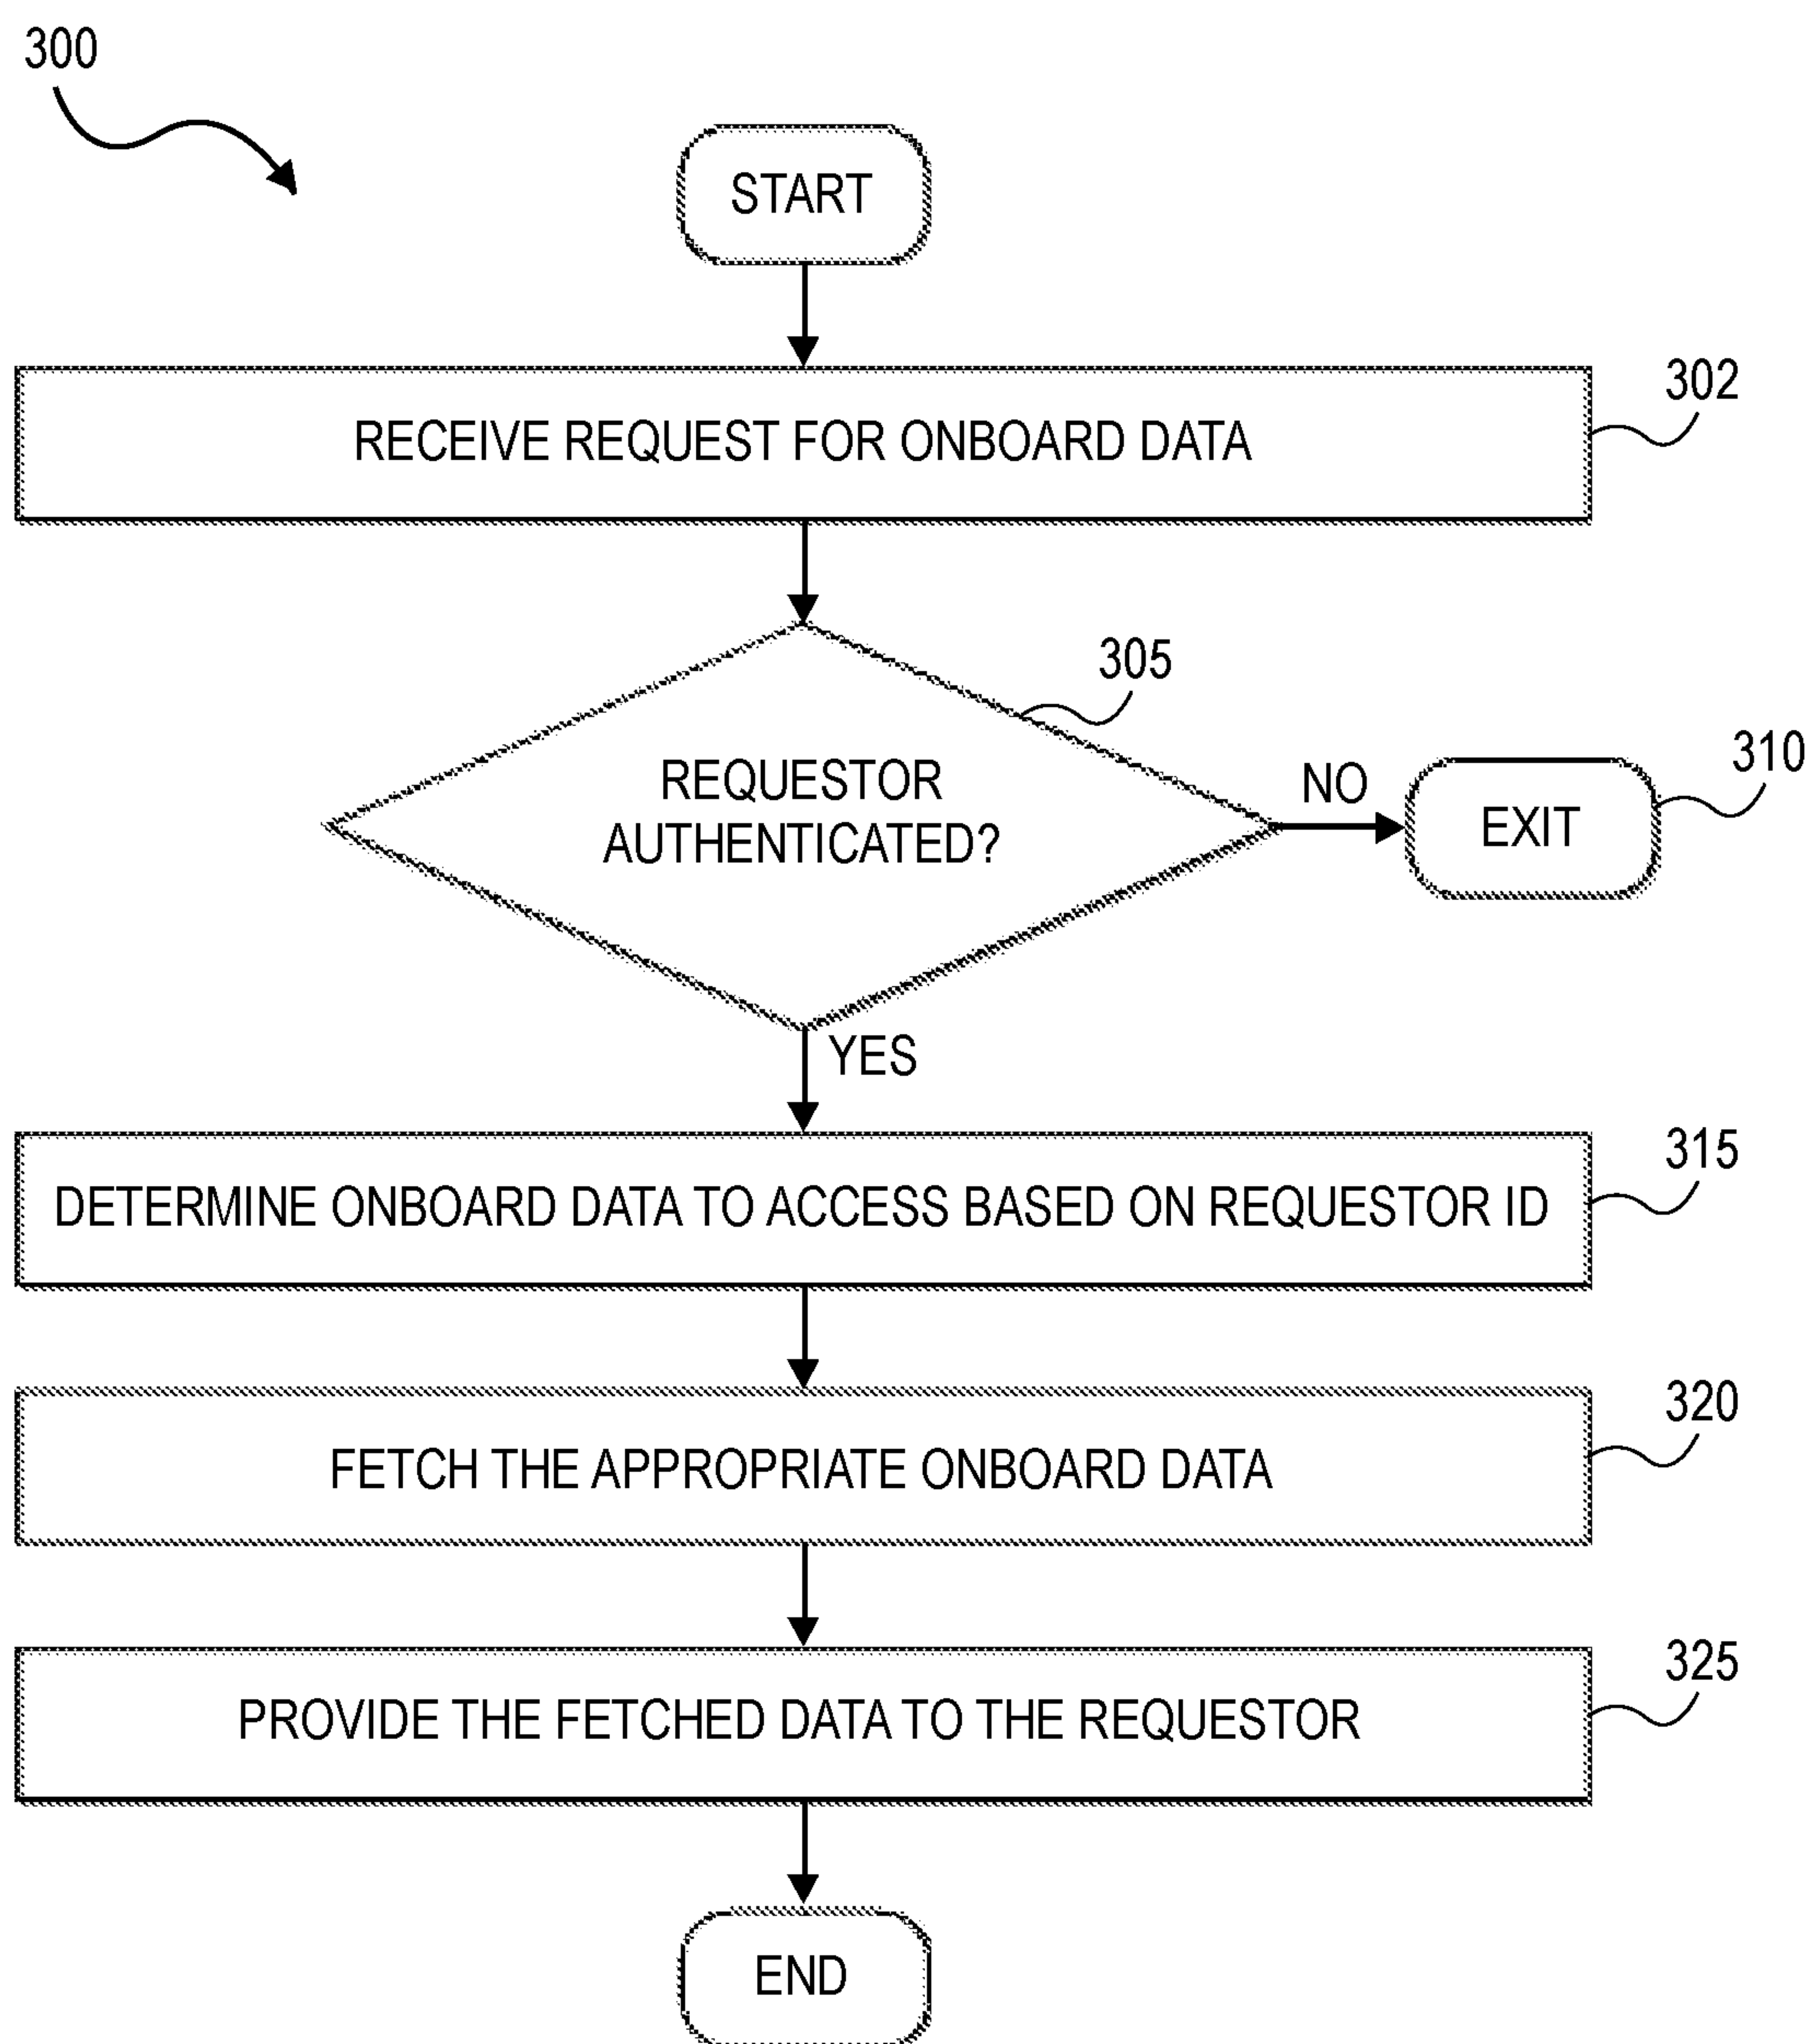 300
START
RECEIVE REQUEST FOR ONBOARD DATA
302
305
REQUESTOR
AUTHENTICATED?
NO
EXIT
310
YES
DETERMINE ONBOARD DATA TO ACCESS BASED ON REQUESTOR ID
315
FETCH THE APPROPRIATE ONBOARD DATA
320
PROVIDE THE FETCHED DATA TO THE REQUESTOR
325
END